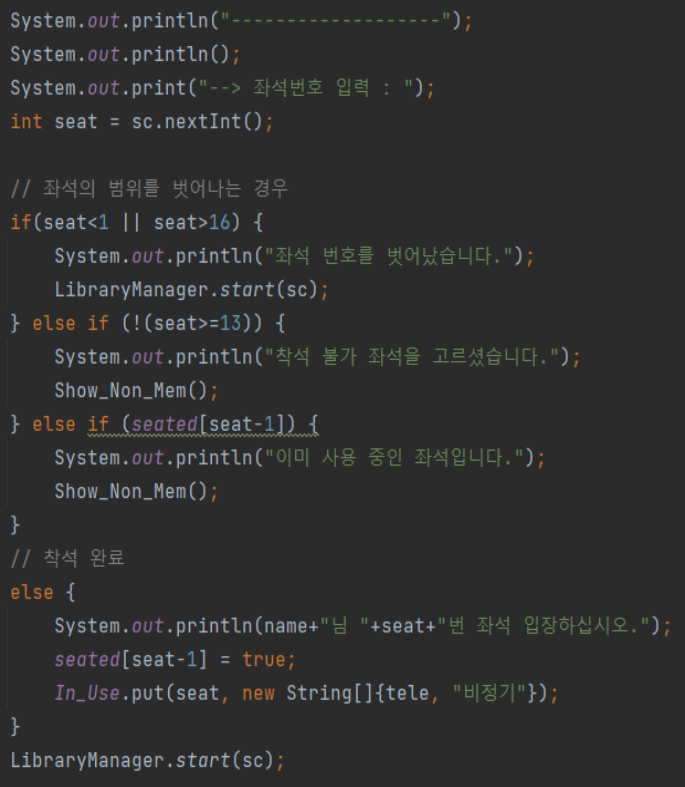 System.out.println("-------------------");
System.out.println();
System.out.print("--> 좌석번호 입력 : ");
int seat = sc.nextInt();
// 좌석의 범위를 벗어나는 경우
if(seat<1 || seat>16) {
System.out.println("좌석 번호를 벗어났습니다.");
LibraryManager.start(sc);
} else if (!(seat>=13)) {
System.out.println("착석 불가 좌석을 고르셨습니다.");
Show_Non_Mem();
} else if (seated[seat-1]) {
System.out.println("이미 사용 중인 좌석입니다.");
Show_Non_Mem();
}
// 착석 완료
else {
System.out.println(name+"님 "+seat+"번 좌석 입장하십시오.");
seated[seat-1] = true;
In_Use.put(seat, new String[]{tele, "비정기"});
}
LibraryManager.start(sc);